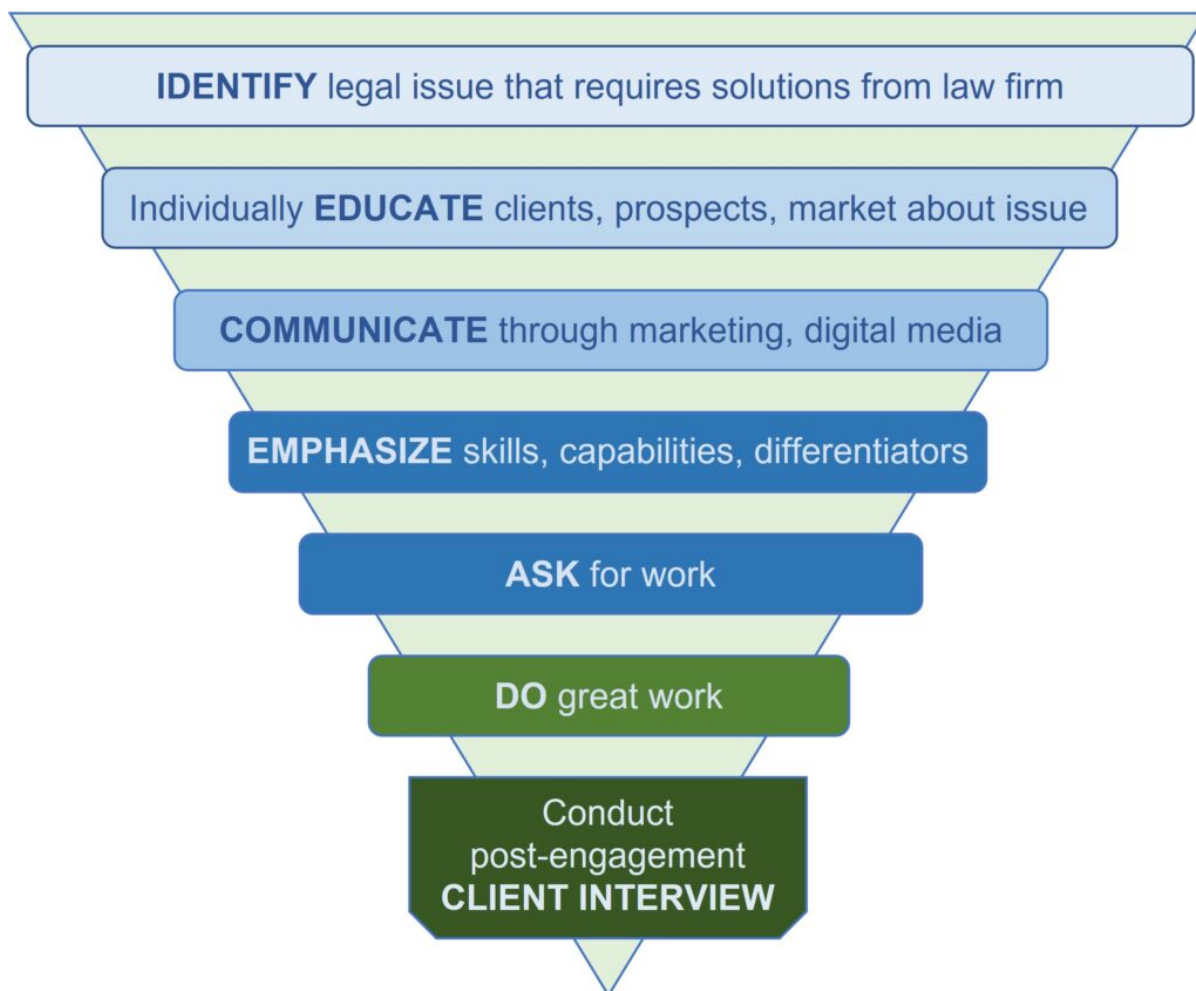 IDENTIFY legal issue that requires solutions from law firm
Individually EDUCATE clients, prospects, market about issue
COMMUNICATE through marketing, digital media
EMPHASIZE skills, capabilities, differentiators
ASK for work
DO great work
Conduct
post-engagement
CLIENT INTERVIEW